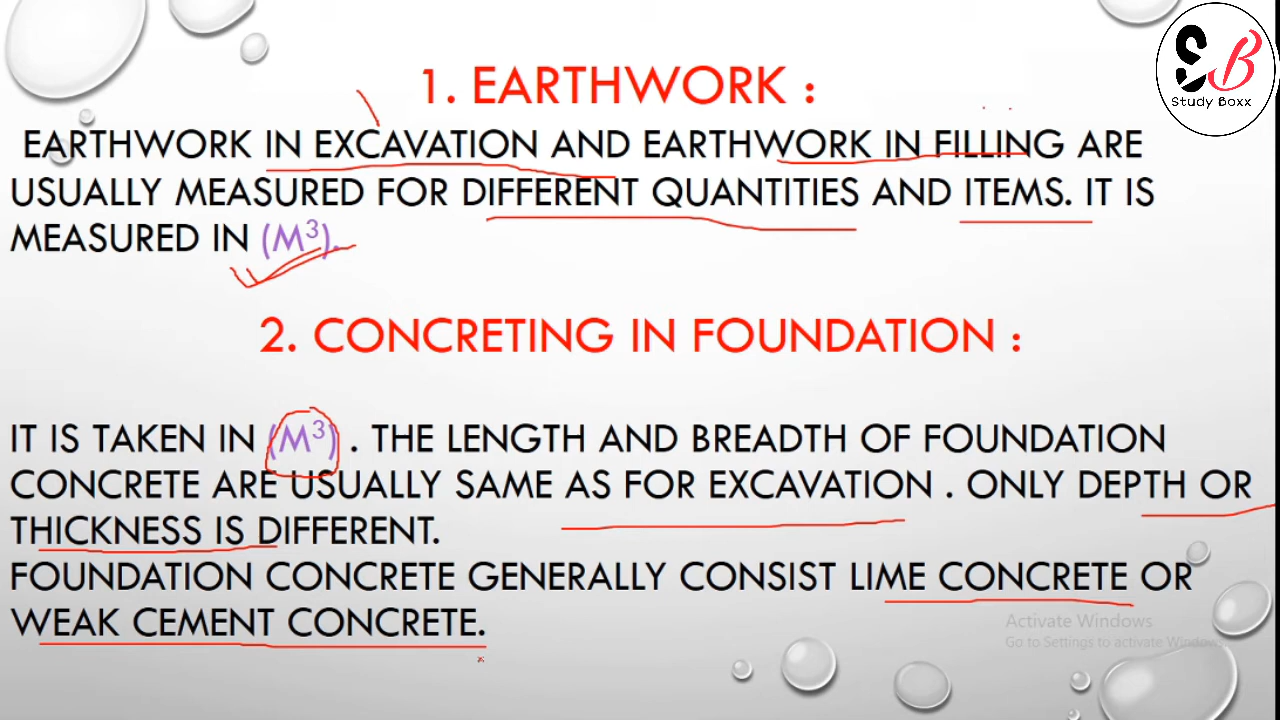 SB
Study Boxx
1. EARTHWORK :
EARTHWORK IN EXCAVATION AND EARTHWORK IN FILLING ARE
USUALLY MEASURED FOR DIFFERENT QUANTITIES AND ITEMS. IT IS
MEASURED IN (M³).
2. CONCRETING IN FOUNDATION :
IT IS TAKEN IN (M³) . THE LENGTH AND BREADTH OF FOUNDATION
CONCRETE ARE USUALLY SAME AS FOR EXCAVATION . ONLY DEPTH OR
THICKNESS IS DIFFERENT.
FOUNDATION CONCRETE GENERALLY CONSIST LIME CONCRETE OR
WEAK CEMENT CONCRETE.
Activate Windows
Go to Settings to activate Windows.